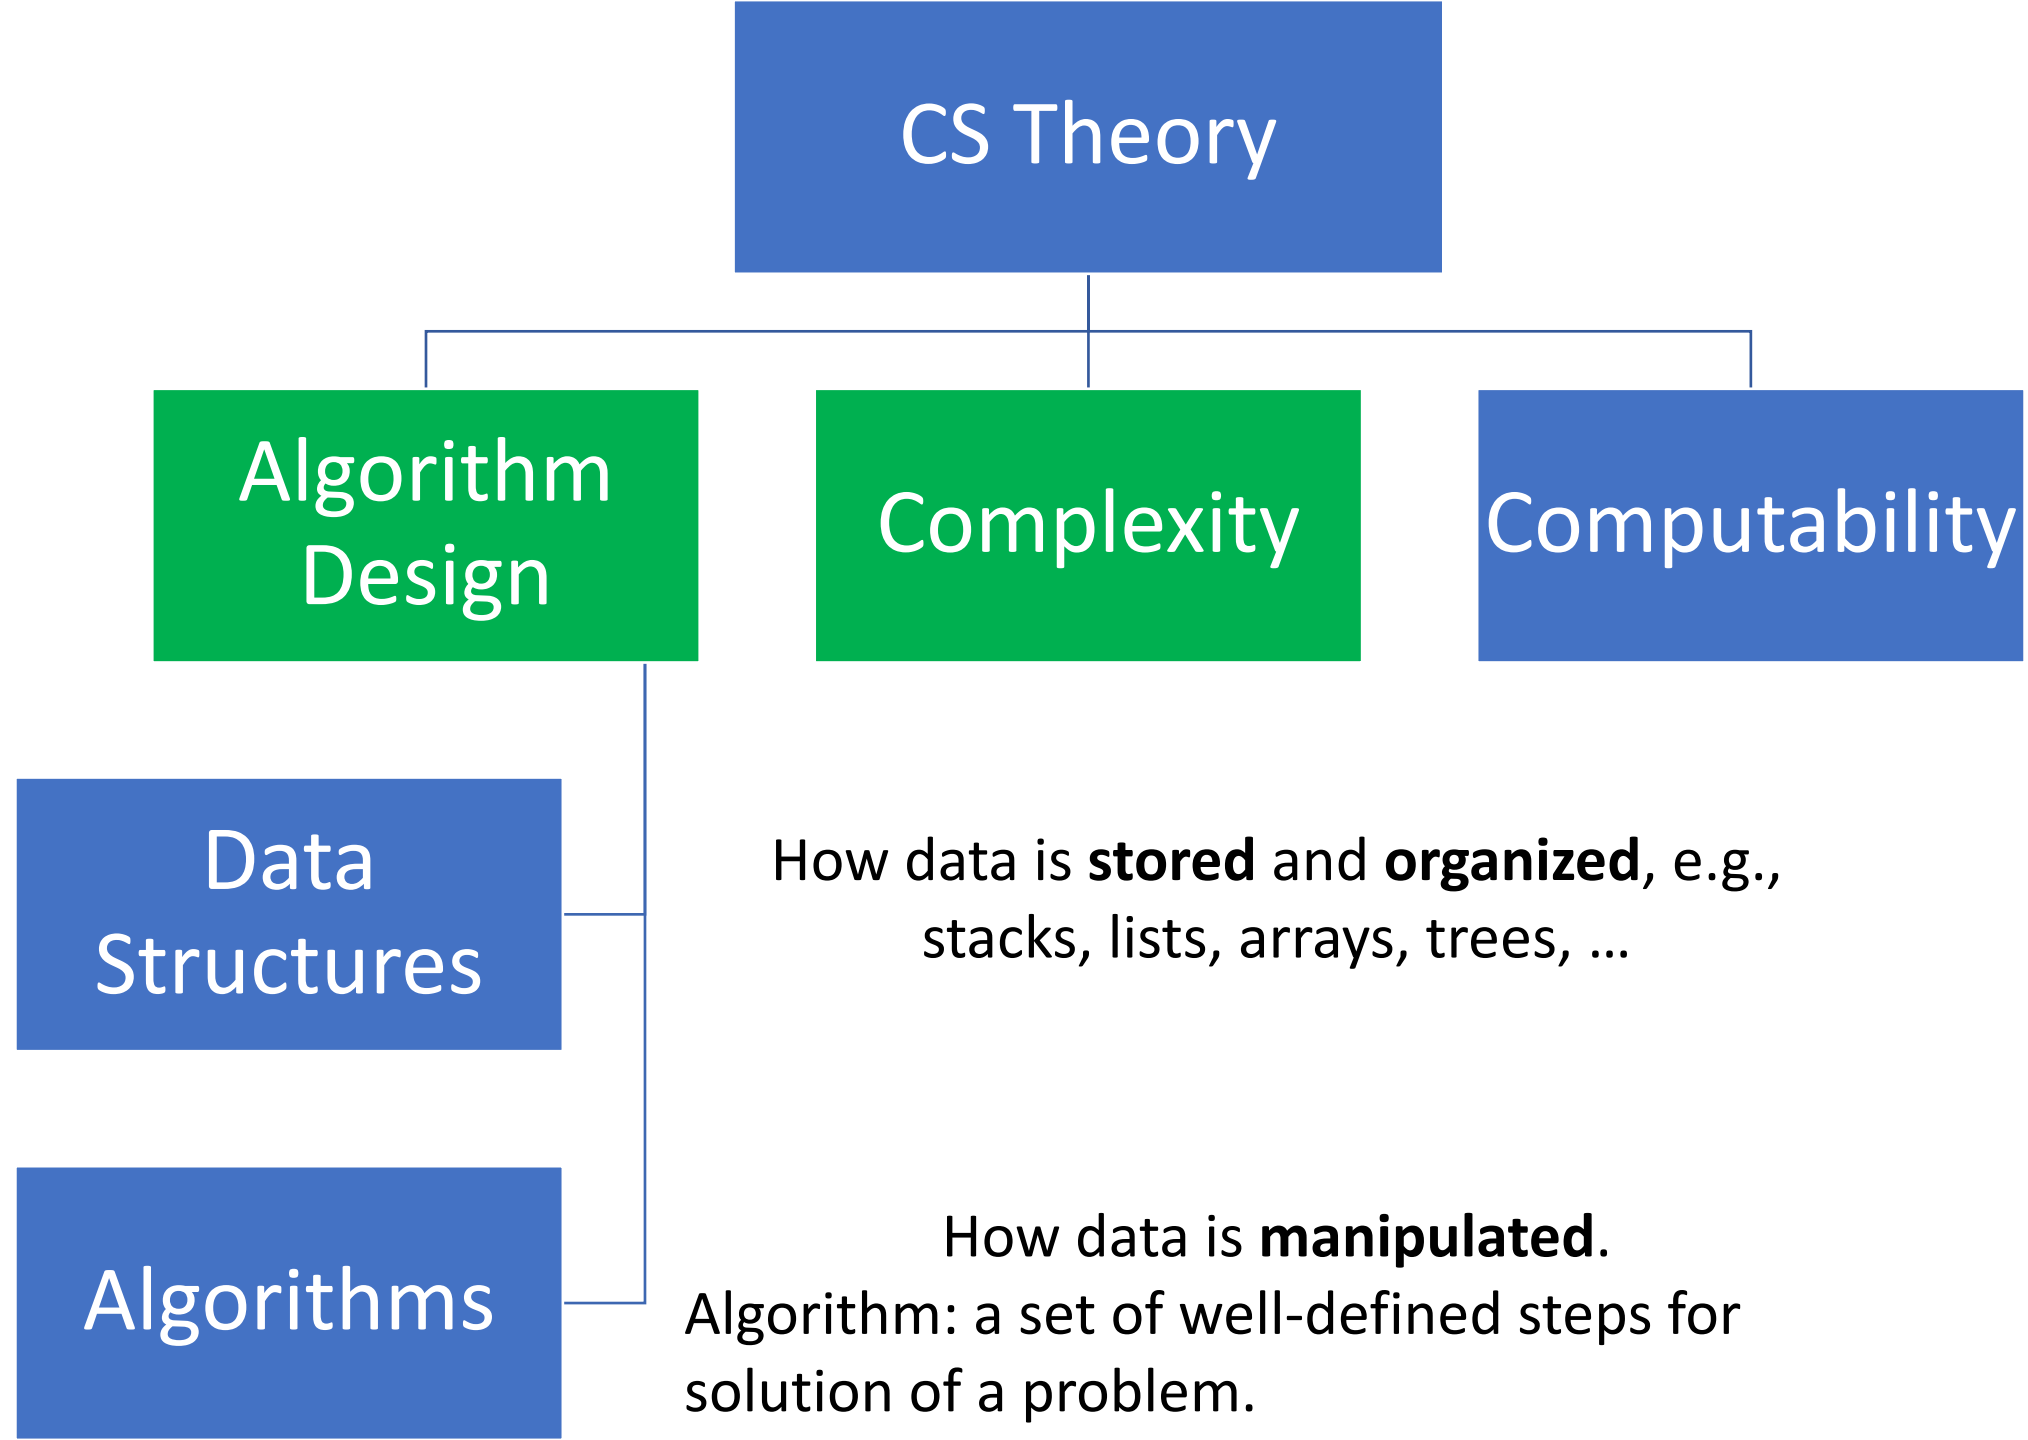 CS Theory
Algorithm
Design
Complexity
Computability
Data
Structures
How data is stored and organized, e.g.,
stacks, lists, arrays, trees, …
Algorithms
How data is manipulated.
Algorithm: a set of well-defined steps for
solution of a problem.